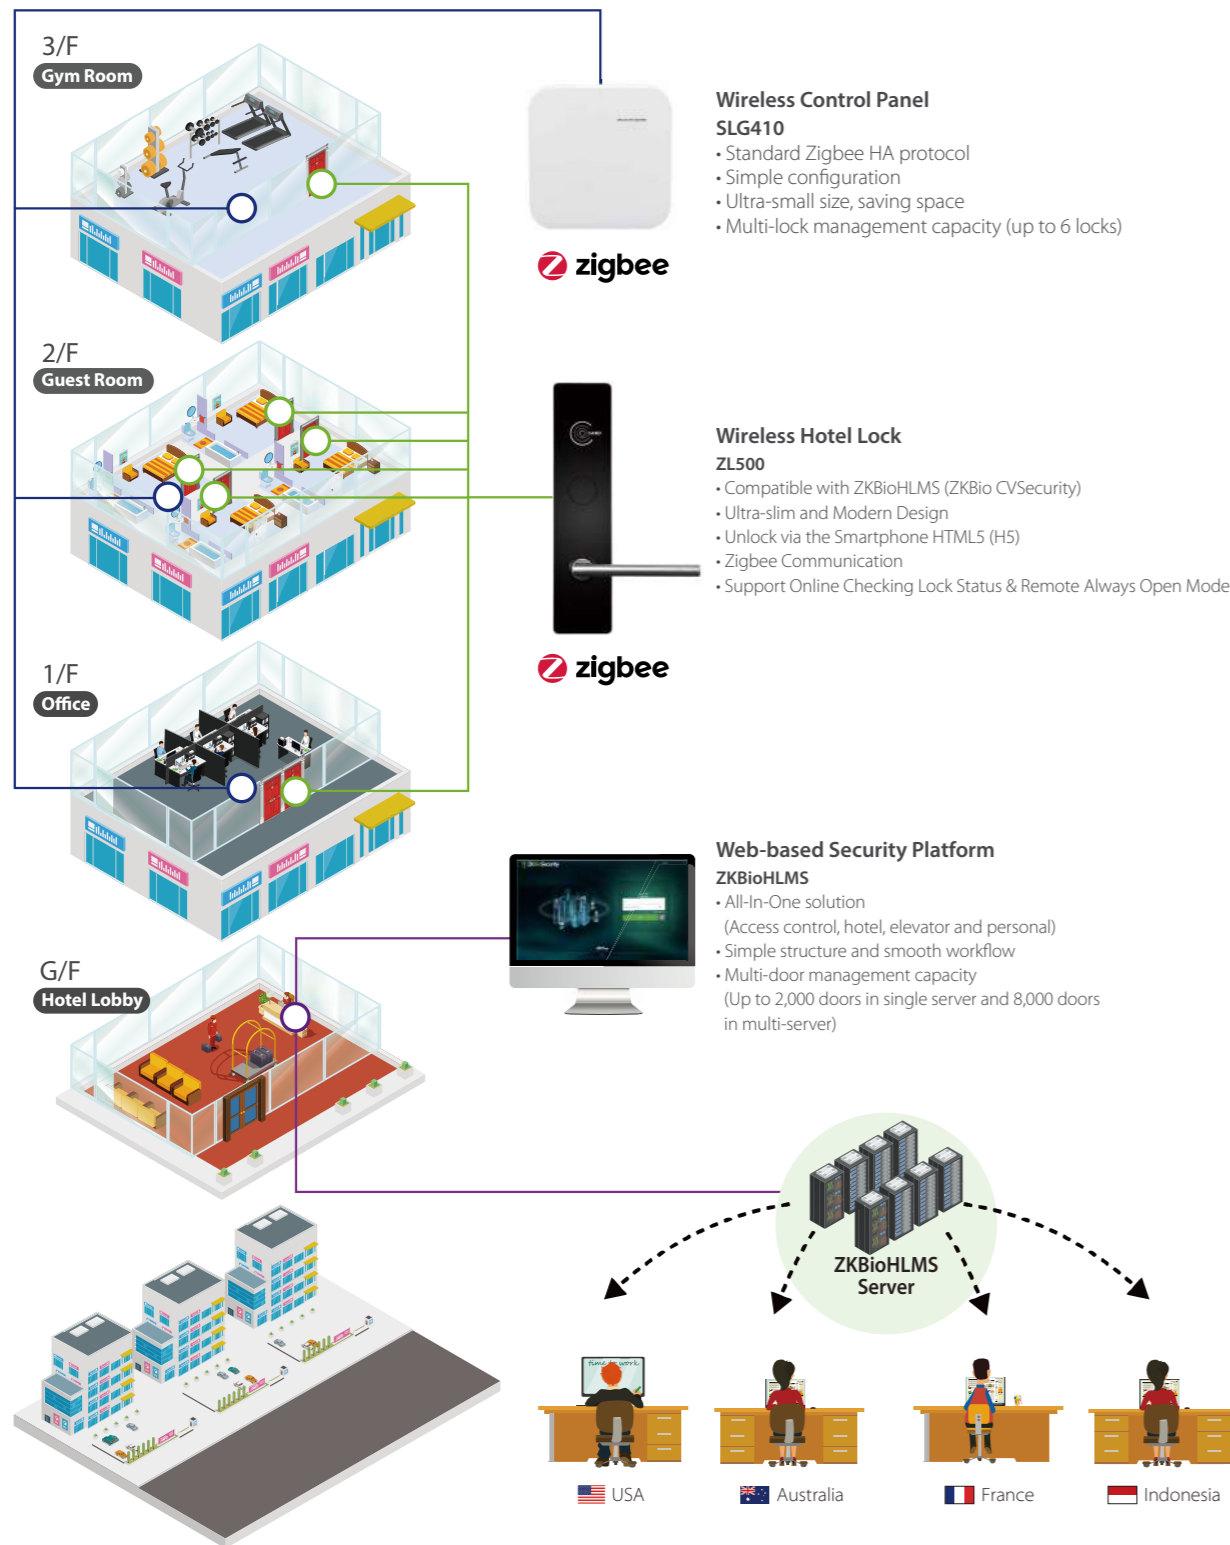 3/F
Gym Room
Wireless Control Panel
SLG410
• Standard Zigbee HA protocol
• Simple configuration
• Ultra-small size, saving space
• Multi-lock management capacity (up to 6 locks)
zigbee
2/F
Guest Room
Wireless Hotel Lock
ZL500
• Compatible with ZKBioHLMS (ZKBio CVSecurity)
• Ultra-slim and Modern Design
• Unlock via the Smartphone HTML5 (H5)
• Zigbee Communication
• Support Online Checking Lock Status & Remote Always Open Mode
zigbee
1/F
Office
Web-based Security Platform
ZKBioHLMS
• All-In-One solution
(Access control, hotel, elevator and personal)
• Simple structure and smooth workflow
• Multi-door management capacity
(Up to 2,000 doors in single server and 8,000 doors
in multi-server)
G/F
Hotel Lobby
ZKBioHLMS
Server
time to work
USA
Australia
France
Indonesia